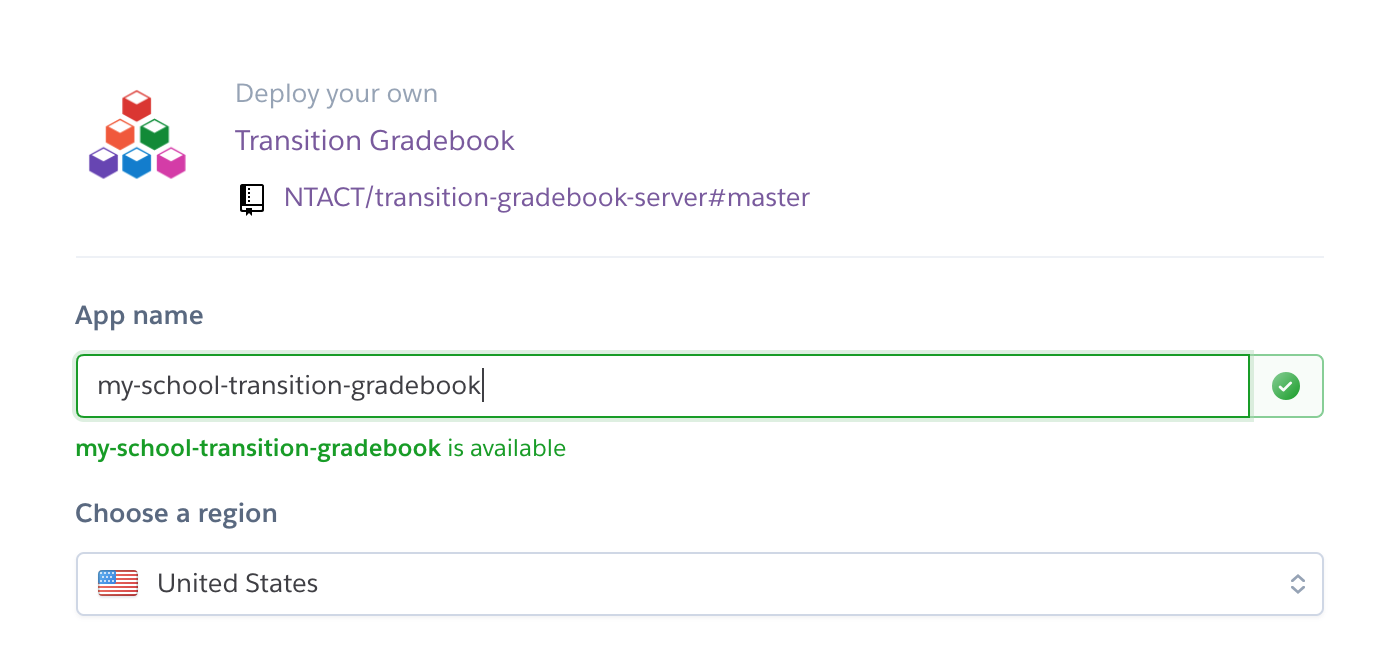 Deploy your own
Transition Gradebook
NTACT/transition-gradebook-server#master
App name
my-school-transition-gradebook
my-school-transition-gradebook is available
Choose a region
United States